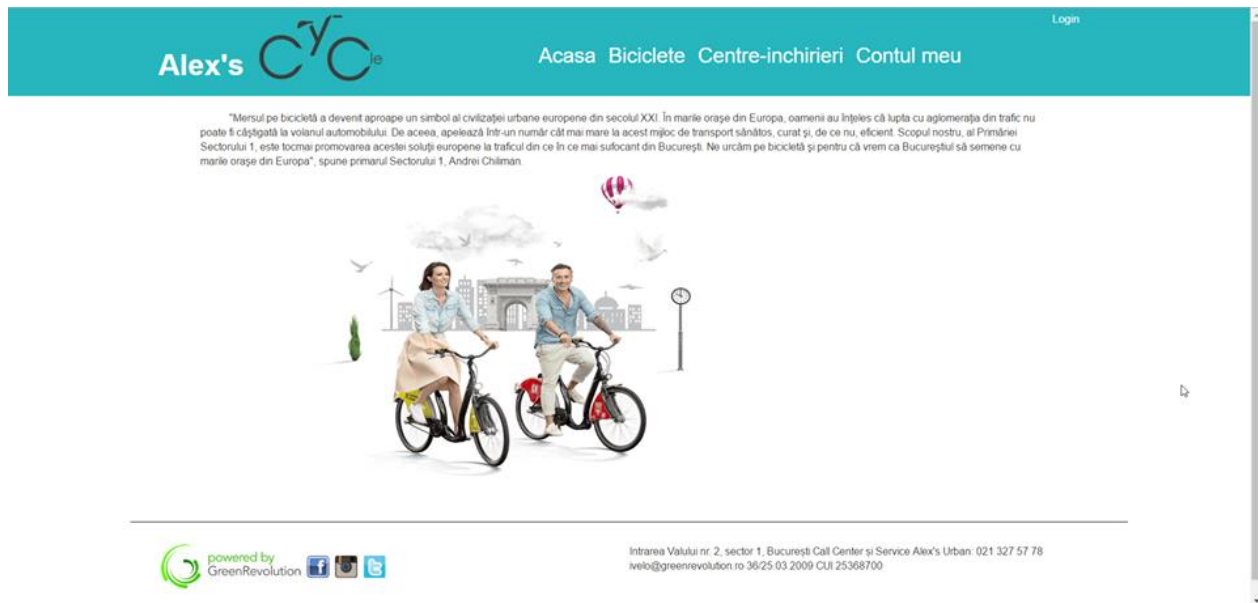 Login
Alex's CYCle
Acasa Biciclete Centre-inchirieri Contul meu
"Mersul pe bicicletă a devenit aproape un simbol al civilizaţiei urbane europene din secolul XXI. În marile oraşe din Europa, oamenii au înţeles că lupta cu aglomeraţia din trafic nu
poate fi câştigată la volanul automobilului. De aceea, apelează într-un număr cât mai mare la acest mijloc de transport sănătos, curat şi, de ce nu, eficient. Scopul nostru, al Primăriei
Sectorului 1, este tocmai promovarea acestei soluţii europene la traficul din ce în ce mai sufocant din Bucureşti. Ne urcăm pe bicicletă şi pentru că vrem ca Bucureştiul să semene cu
marile oraşe din Europa", spune primarul Sectorului 1, Andrei Chiliman.
powered by
GreenRevolution
Intrarea Valului nr. 2, sector 1, București Call Center și Service Alex's Urban: 021 327 57 78
ivelo@greenrevolution.ro 36/25.03.2009 CUI 25368700